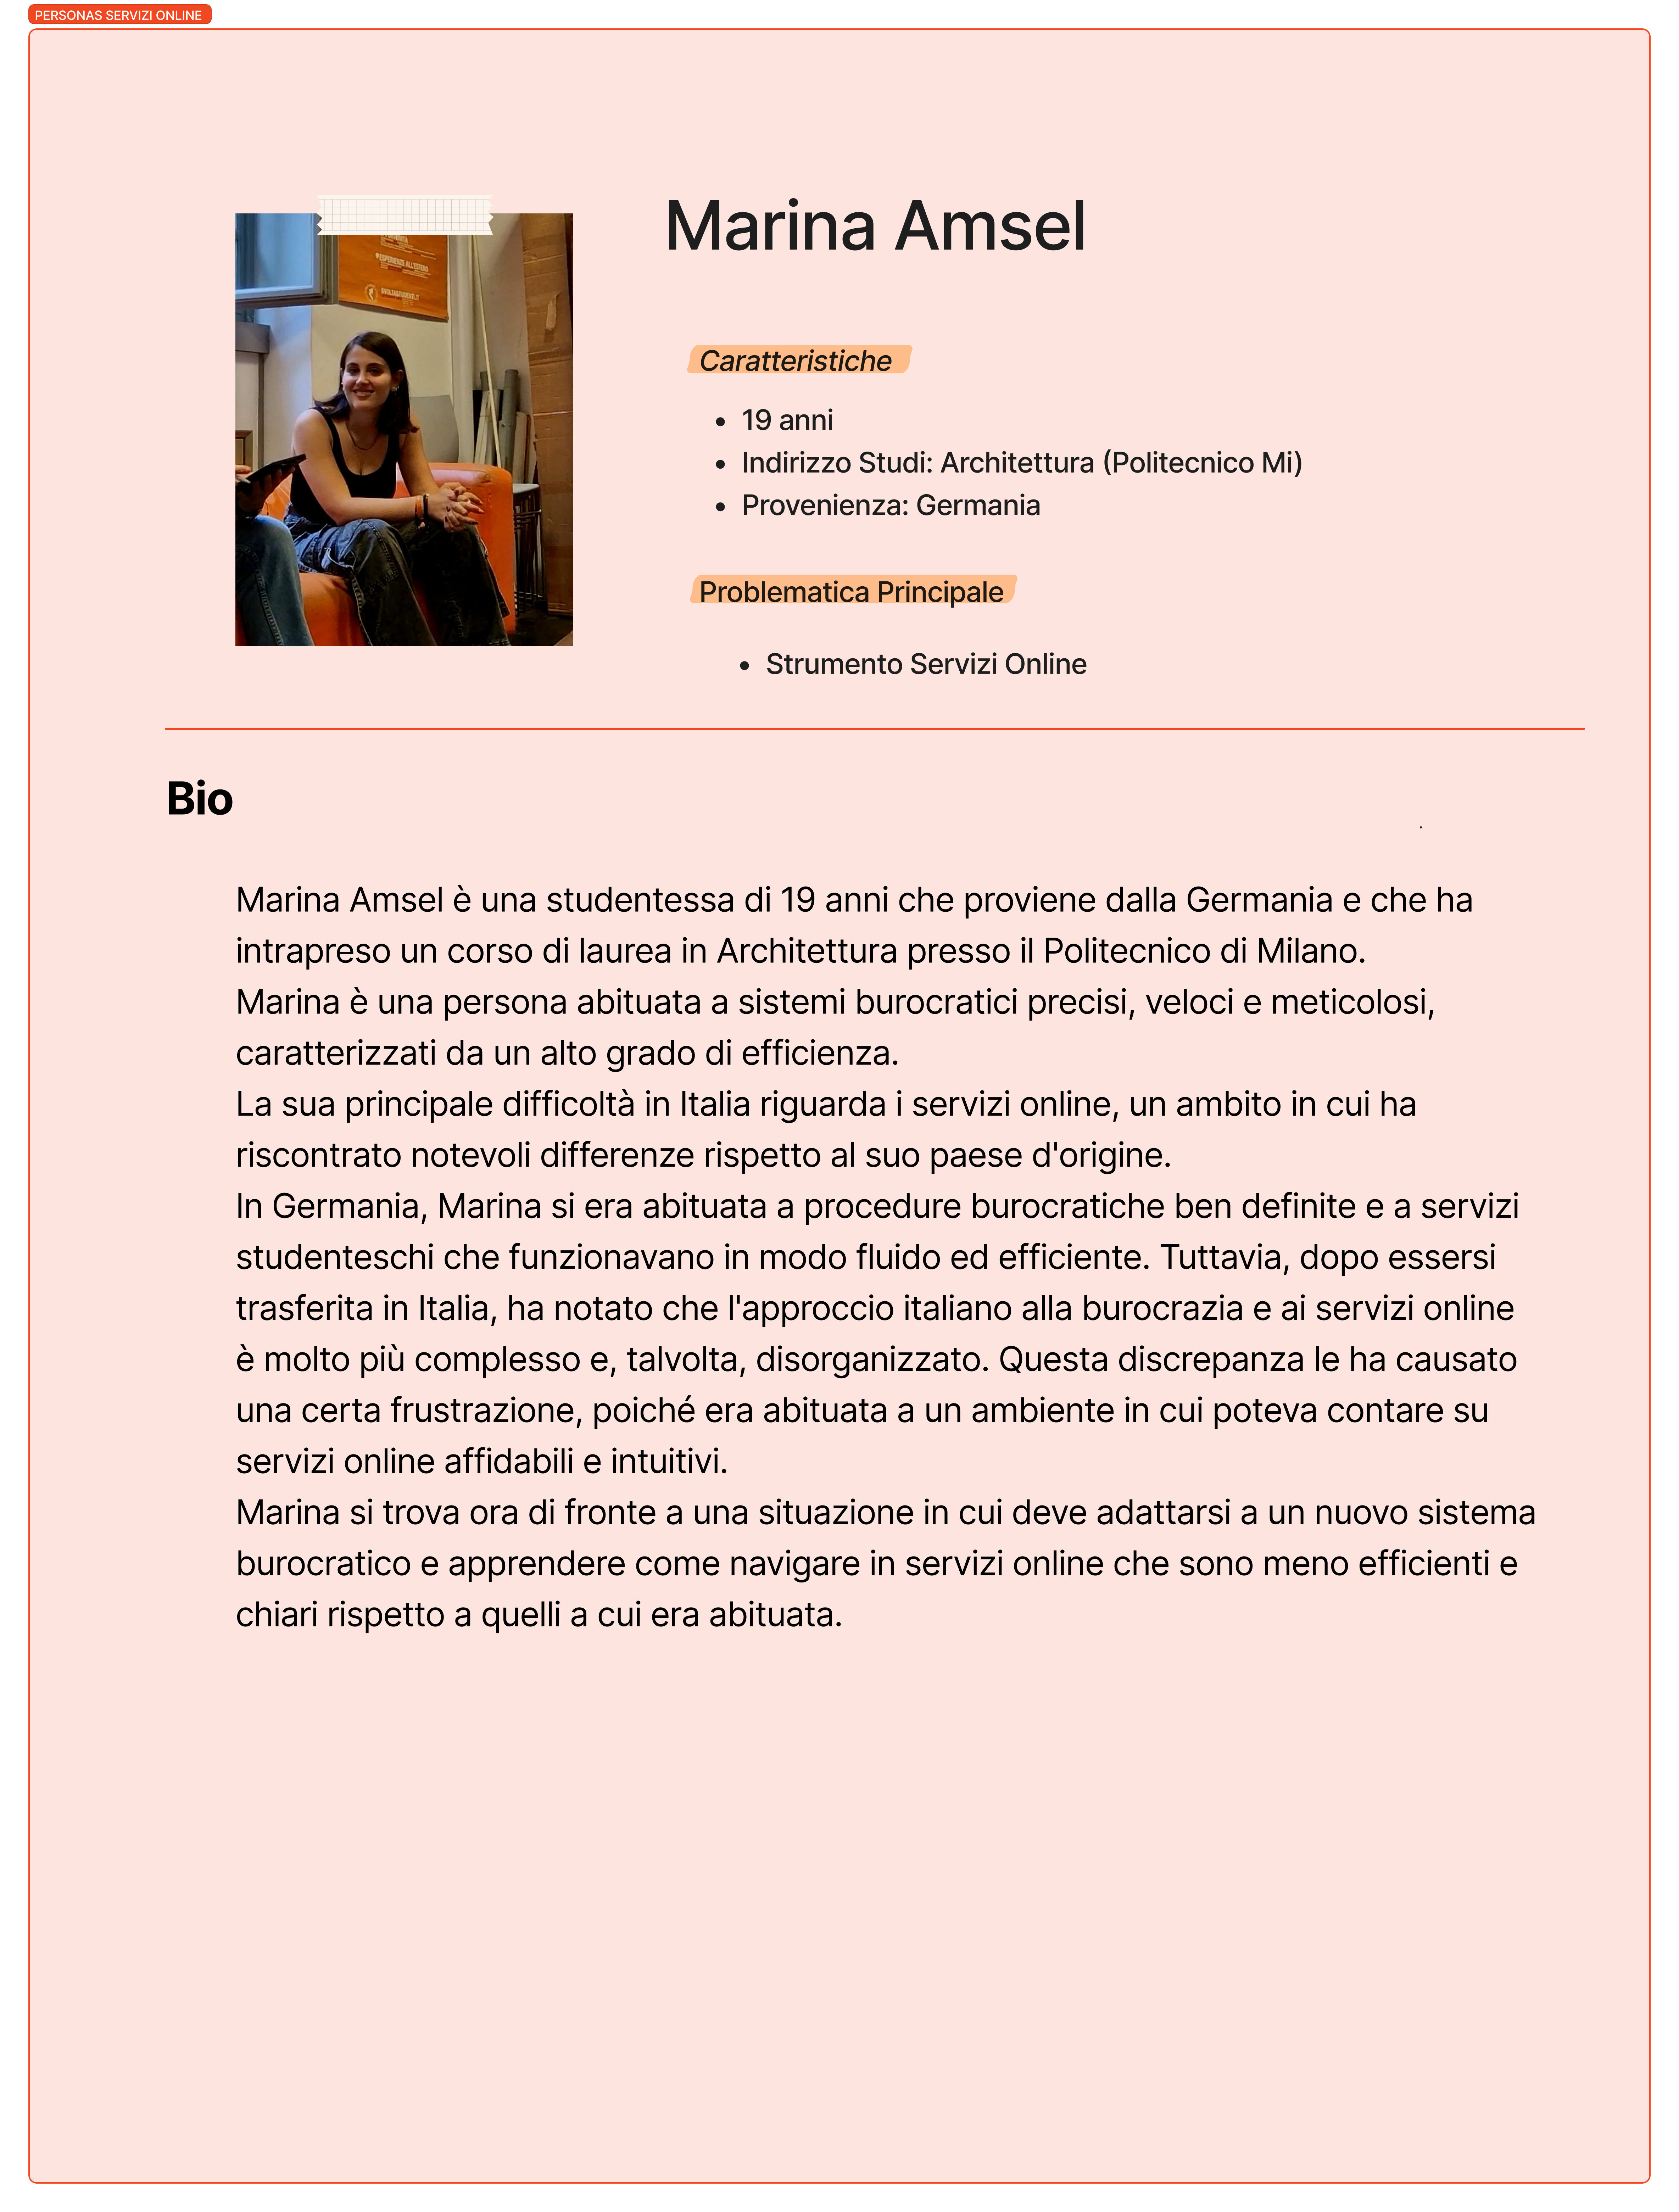 PERSONAS SERVIZI ONLINE
ESPERIENZE ALL'ESTERO
SVOLTASTUDENTI.IT
Marina Amsel
Caratteristiche
• 19 anni
• Indirizzo Studi: Architettura (Politecnico Mi)
• Provenienza: Germania
Problematica Principale
• Strumento Servizi Online
Bio
Marina Amsel è una studentessa di 19 anni che proviene dalla Germania e che ha
intrapreso un corso di laurea in Architettura presso il Politecnico di Milano.
Marina è una persona abituata a sistemi burocratici precisi, veloci e meticolosi,
caratterizzati da un alto grado di efficienza.
La sua principale difficoltà in Italia riguarda i servizi online, un ambito in cui ha
riscontrato notevoli differenze rispetto al suo paese d'origine.
In Germania, Marina si era abituata a procedure burocratiche ben definite e a servizi
studenteschi che funzionavano in modo fluido ed efficiente. Tuttavia, dopo essersi
trasferita in Italia, ha notato che l'approccio italiano alla burocrazia e ai servizi online
è molto più complesso e, talvolta, disorganizzato. Questa discrepanza le ha causato
una certa frustrazione, poiché era abituata a un ambiente in cui poteva contare su
servizi online affidabili e intuitivi.
Marina si trova ora di fronte a una situazione in cui deve adattarsi a un nuovo sistema
burocratico e apprendere come navigare in servizi online che sono meno efficienti e
chiari rispetto a quelli a cui era abituata.